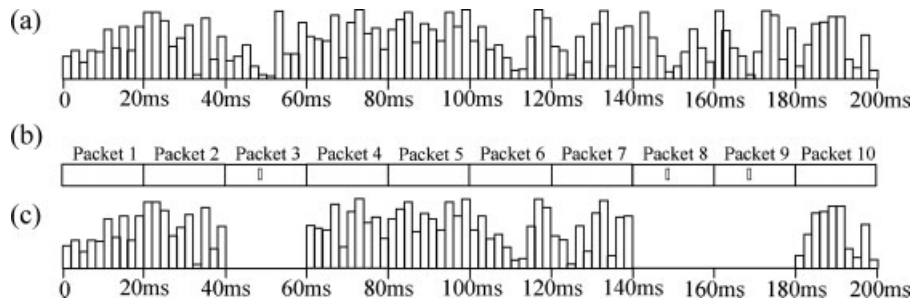 (a)
0 20ms 40ms 60ms 80ms 100ms 120ms 140ms 160ms 180ms 200ms
(b)
Packet 1 Packet 2 Packet 3 Packet 4 Packet 5 Packet 6 Packet 7 Packet 8 Packet 9 Packet 10
(c)
0 20ms 40ms 60ms 80ms 100ms 120ms 140ms 160ms 180ms 200ms